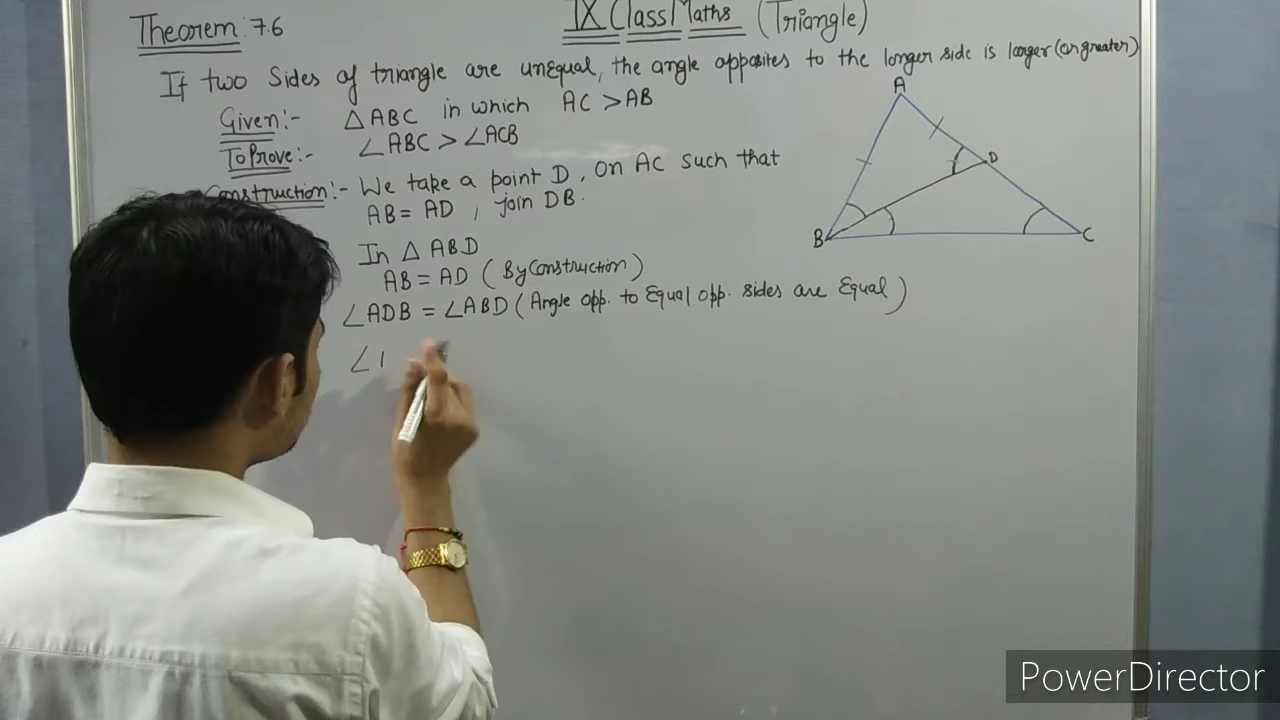 Theorem: 7.6
IX Class Maths (Triangle)
If two Sides of triangle are unequal, the angle opposites to the longer side is larger (or greater)
Given:- △ABC in which AC > AB
To Prove:- ∠ABC > ∠ACB
Construction:- We take a point D, on AC such that
AB = AD, join DB.
In △ ABD
AB = AD (By Construction)
∠ADB = ∠ABD (Angle opp. to Equal opp. sides are Equal)
∠
A
D
B
C
PowerDirector